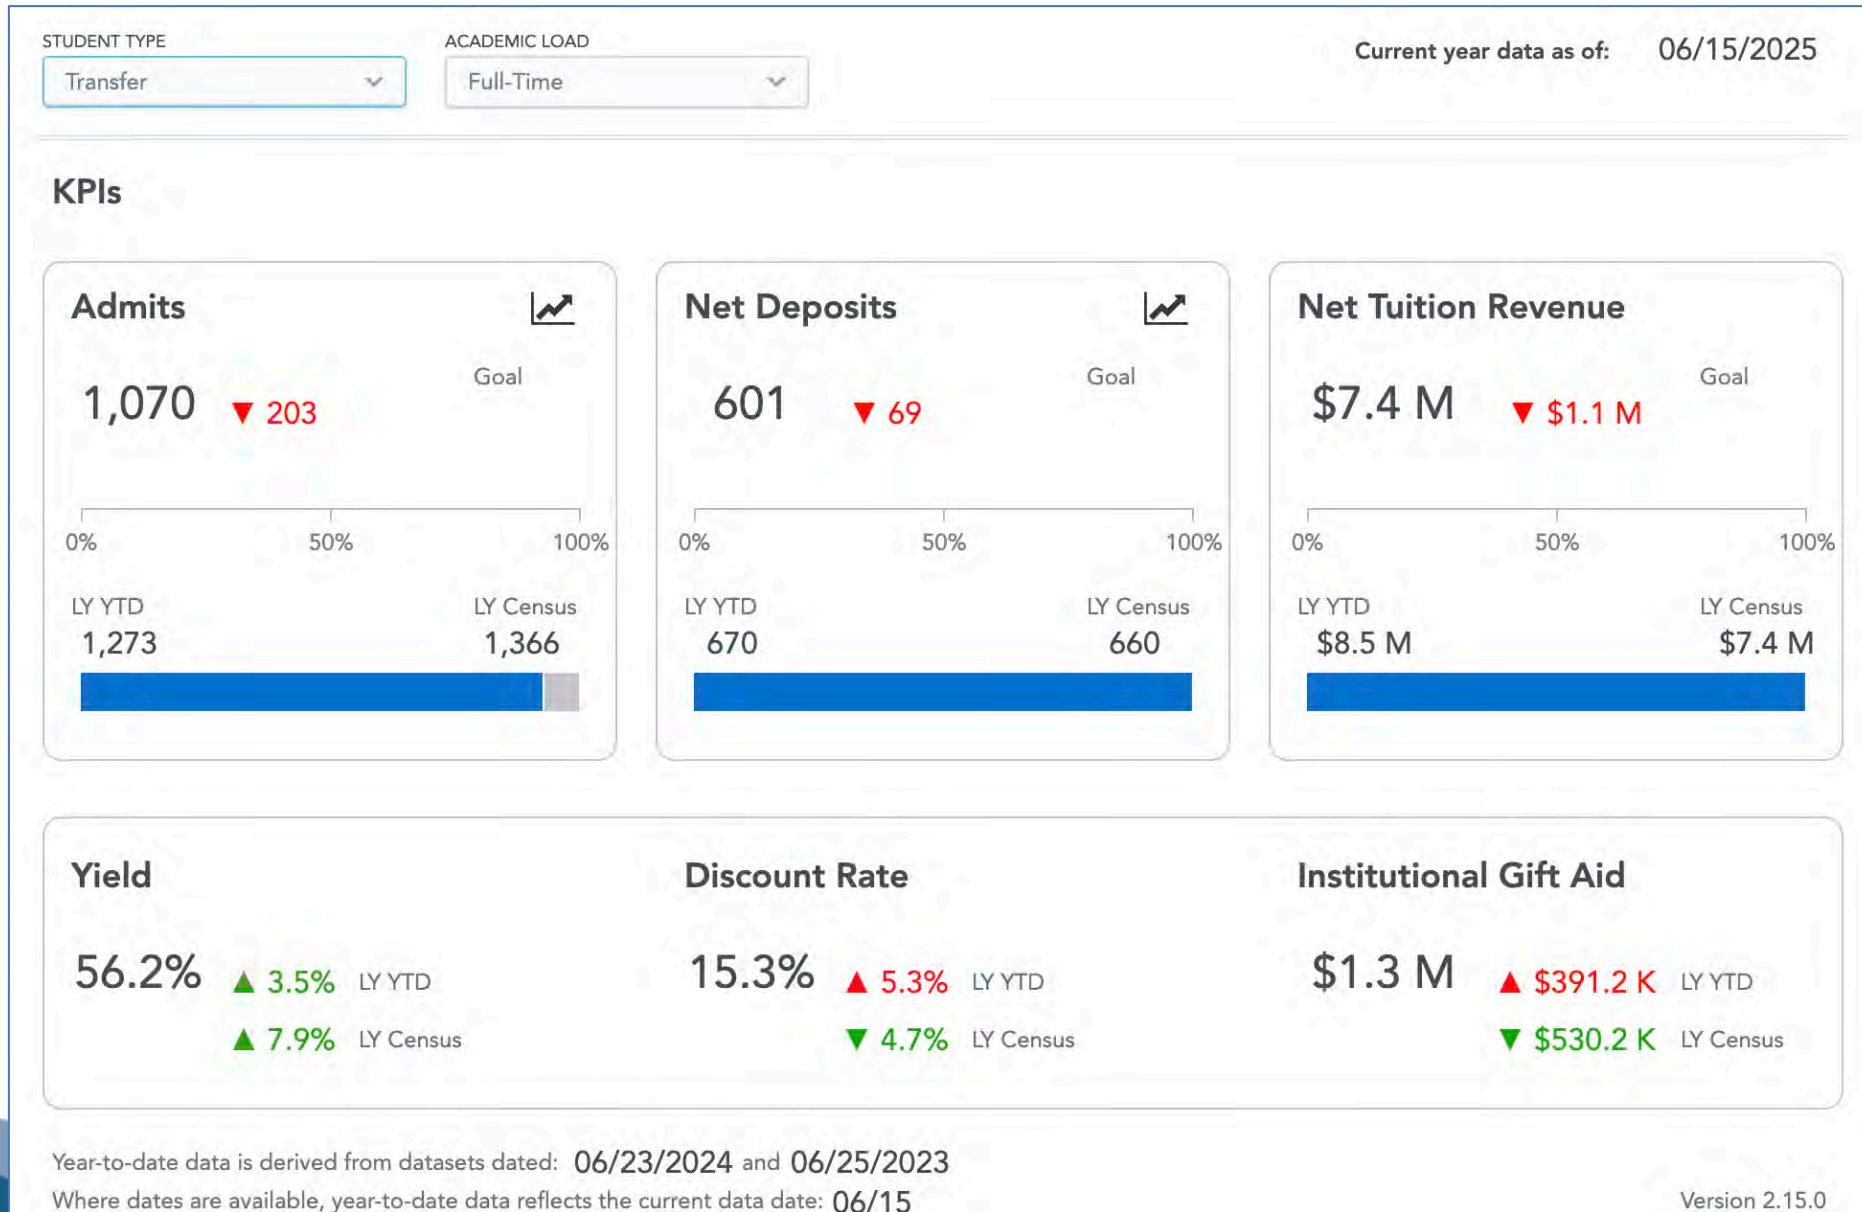 STUDENT TYPE
ACADEMIC LOAD
Transfer
Full-Time
Current year data as of: 06/15/2025
KPIs
Admits
Goal
1,070 ▼ 203
0% 50% 100%
LY YTD LY Census
1,273 1,366
Net Deposits
Goal
601 ▼ 69
0% 50% 100%
LY YTD LY Census
670 660
Net Tuition Revenue
Goal
$7.4 M ▼ $1.1 M
0% 50% 100%
LY YTD LY Census
$8.5 M $7.4 M
Yield
56.2% ▲ 3.5% LY YTD
▲ 7.9% LY Census
Discount Rate
15.3% ▲ 5.3% LY YTD
▼ 4.7% LY Census
Institutional Gift Aid
$1.3 M ▲ $391.2 K LY YTD
▼ $530.2 K LY Census
Year-to-date data is derived from datasets dated: 06/23/2024 and 06/25/2023
Where dates are available, year-to-date data reflects the current data date: 06/15
Version 2.15.0